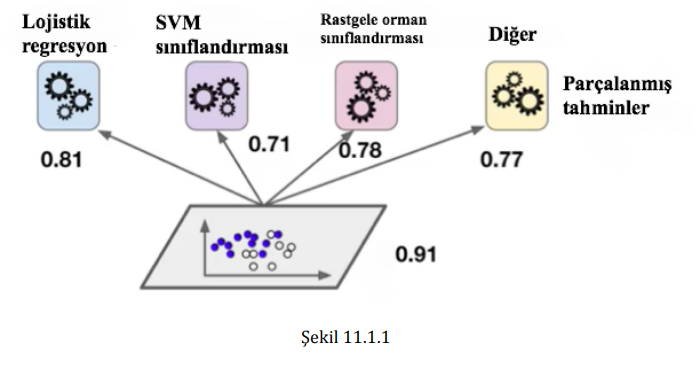 Lojistik
regresyon
SVM
sınıflandırması
Rastgele orman
sınıflandırması
Diğer
Parçalanmış
tahminler
0.81
0.71
0.78
0.77
0.91
Şekil 11.1.1